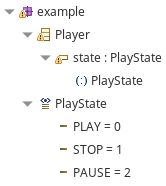 example
Player
state : PlayState
(:) PlayState
PlayState
PLAY = 0
STOP = 1
PAUSE = 2